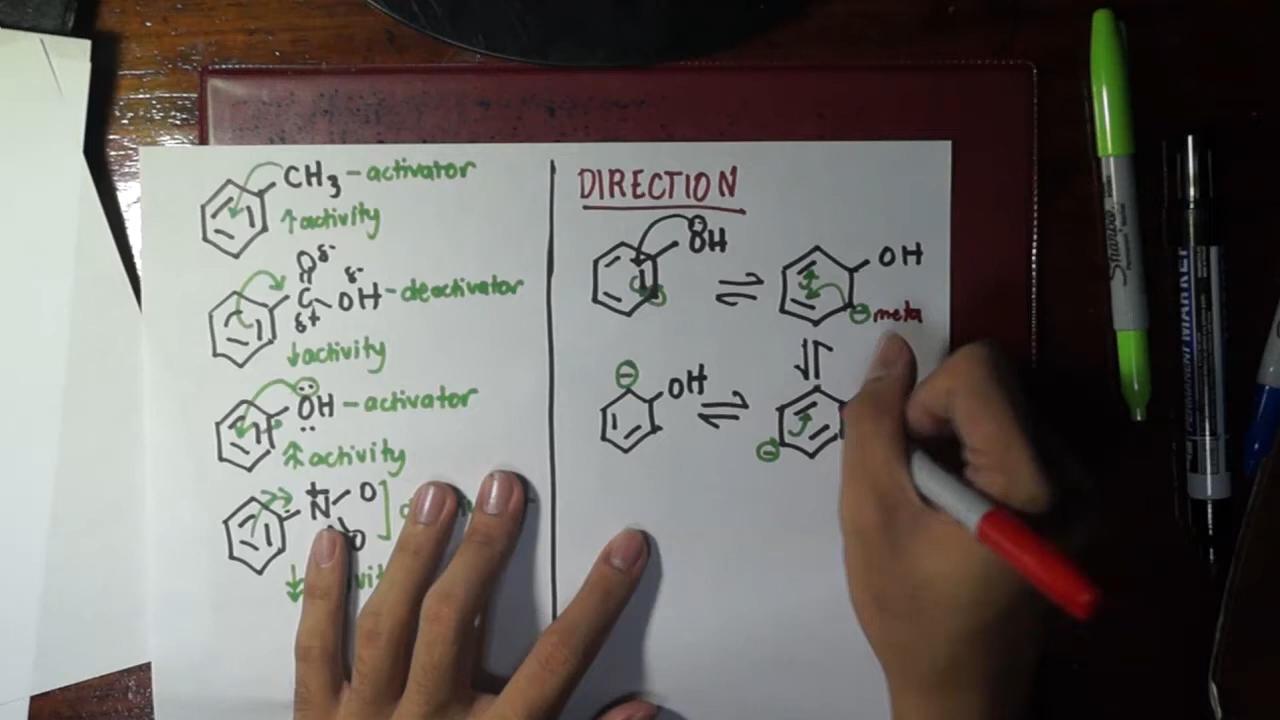 CH3 - activator
↑ activity
O δ-
C δ+
OH δ- - deactivator
↓ activity
OH - activator
↑ activity
+
N O
O
DIRECTION
OH
OH
⊖ meta
⊖
OH
⊖
Sharpie
PERMANENT MARKER